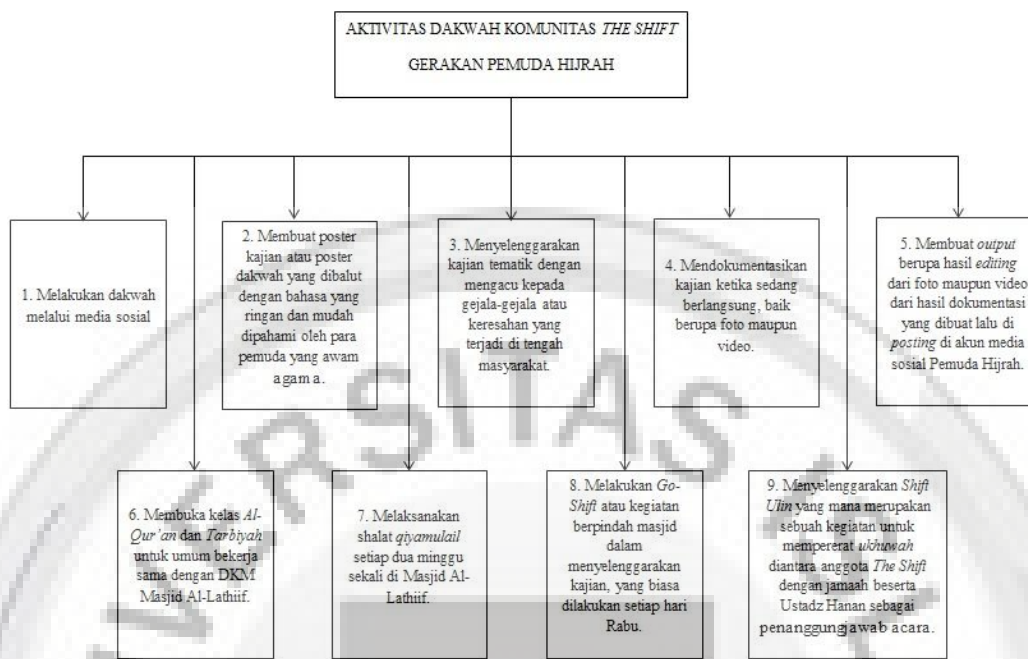 AKTIVITAS DAKWAH KOMUNITAS THE SHIFT
GERAKAN PEMUDA HIJRAH
1. Melakukan dakwah
melalui media sosial
2. Membuat poster
kajian atau poster
dakwah yang dibalut
dengan bahasa yang
ringan dan mudah
dipahami oleh para
pemuda yang awam
agama.
3. Menyelenggarakan
kajian tematik dengan
mengacu kepada
gejala-gejala atau
keresahan yang
terjadi di tengah
masyarakat.
4. Mendokumentasikan
kajian ketika sedang
berlangsung, baik
berupa foto maupun
video.
5. Membuat output
berupa hasil editing
dari foto maupun video
dari hasil dokumentasi
yang dibuat lalu di
posting di akun media
sosial Pemuda Hijrah.
6. Membuka kelas Al-
Qur'an dan Tarbiyah
untuk umum bekerja
sama dengan DKM
Masjid Al-Lathiif.
7. Melaksanakan
shalat qiyamulail
setiap dua minggu
sekali di Masjid Al-
Lathiif.
8. Melakukan Go-
Shift atau kegiatan
berpindah masjid
dalam
menyelenggarakan
kajian, yang biasa
dilakukan setiap hari
Rabu.
9. Menyelenggarakan Shift
Ulin yang mana merupakan
sebuah kegiatan untuk
mempererat ukhuwah
diantara anggota The Shift
dengan jamaah beserta
Ustadz Hanan sebagai
penanggung jawab acara.
VERSITAS